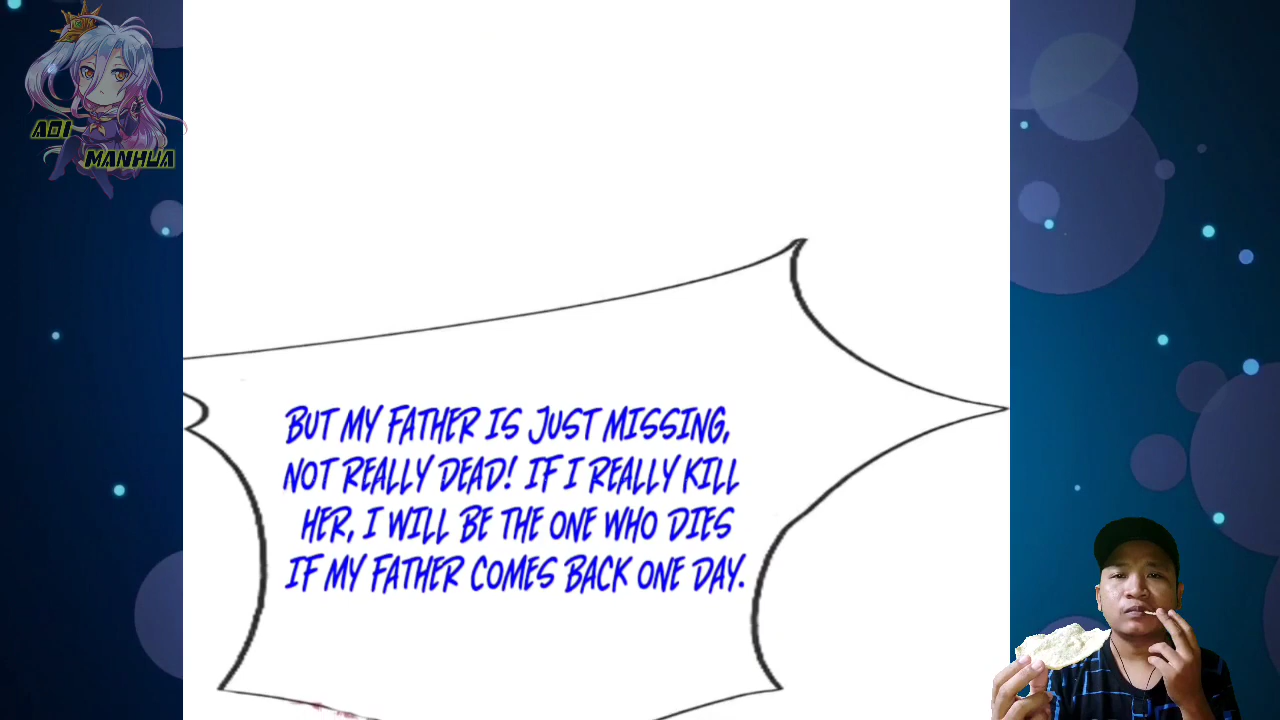 AOI
MANHUA
BUT MY FATHER IS JUST MISSING,
NOT REALLY DEAD! IF I REALLY KILL
HER, I WILL BE THE ONE WHO DIES
IF MY FATHER COMES BACK ONE DAY.